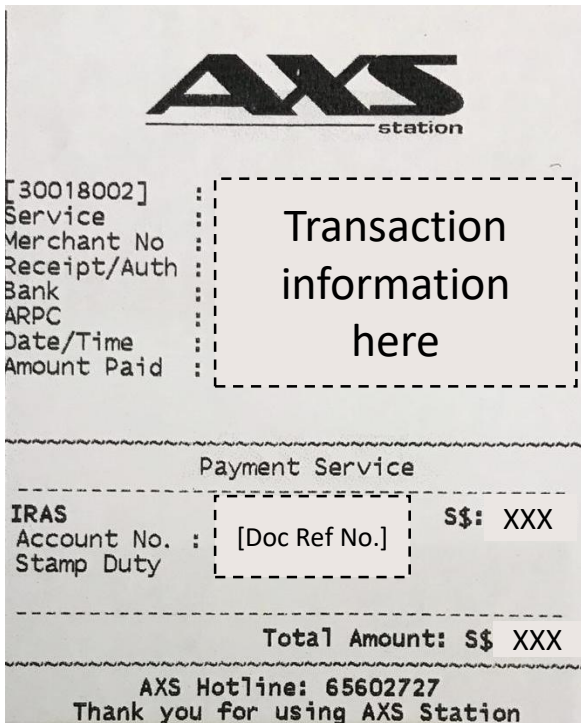 AXS
station
[30018002] :
Service :
Merchant No :
Receipt/Auth :
Bank :
ARPC :
Date/Time :
Amount Paid :
Transaction
information
here
Payment Service
IRAS S$: XXX
Account No. : [Doc Ref No.]
Stamp Duty
Total Amount: S$ XXX
AXS Hotline: 65602727
Thank you for using AXS Station